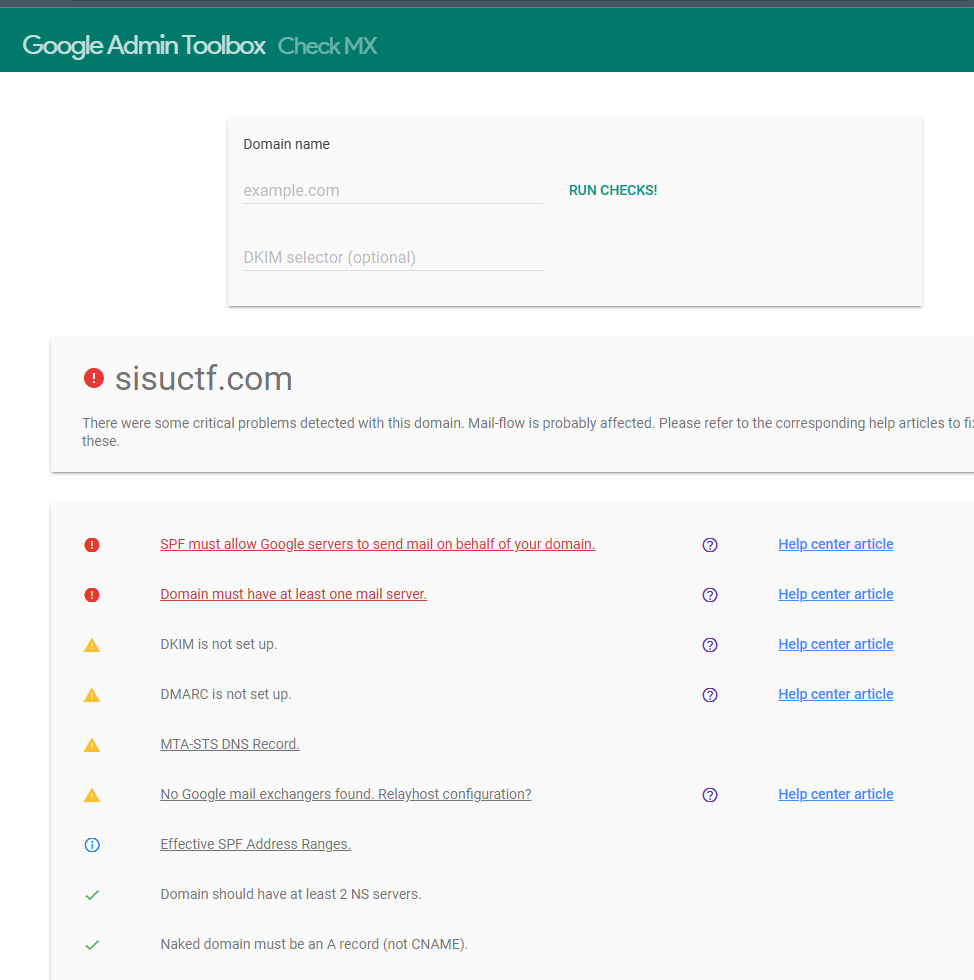 Google Admin Toolbox Check MX
Domain name
example.com
RUN CHECKS!
DKIM selector (optional)
sisuctf.com
There were some critical problems detected with this domain. Mail-flow is probably affected. Please refer to the corresponding help articles to fix
these.
SPF must allow Google servers to send mail on behalf of your domain. Help center article
Domain must have at least one mail server. Help center article
DKIM is not set up. Help center article
DMARC is not set up. Help center article
MTA-STS DNS Record.
No Google mail exchangers found. Relayhost configuration? Help center article
Effective SPF Address Ranges.
Domain should have at least 2 NS servers.
Naked domain must be an A record (not CNAME).